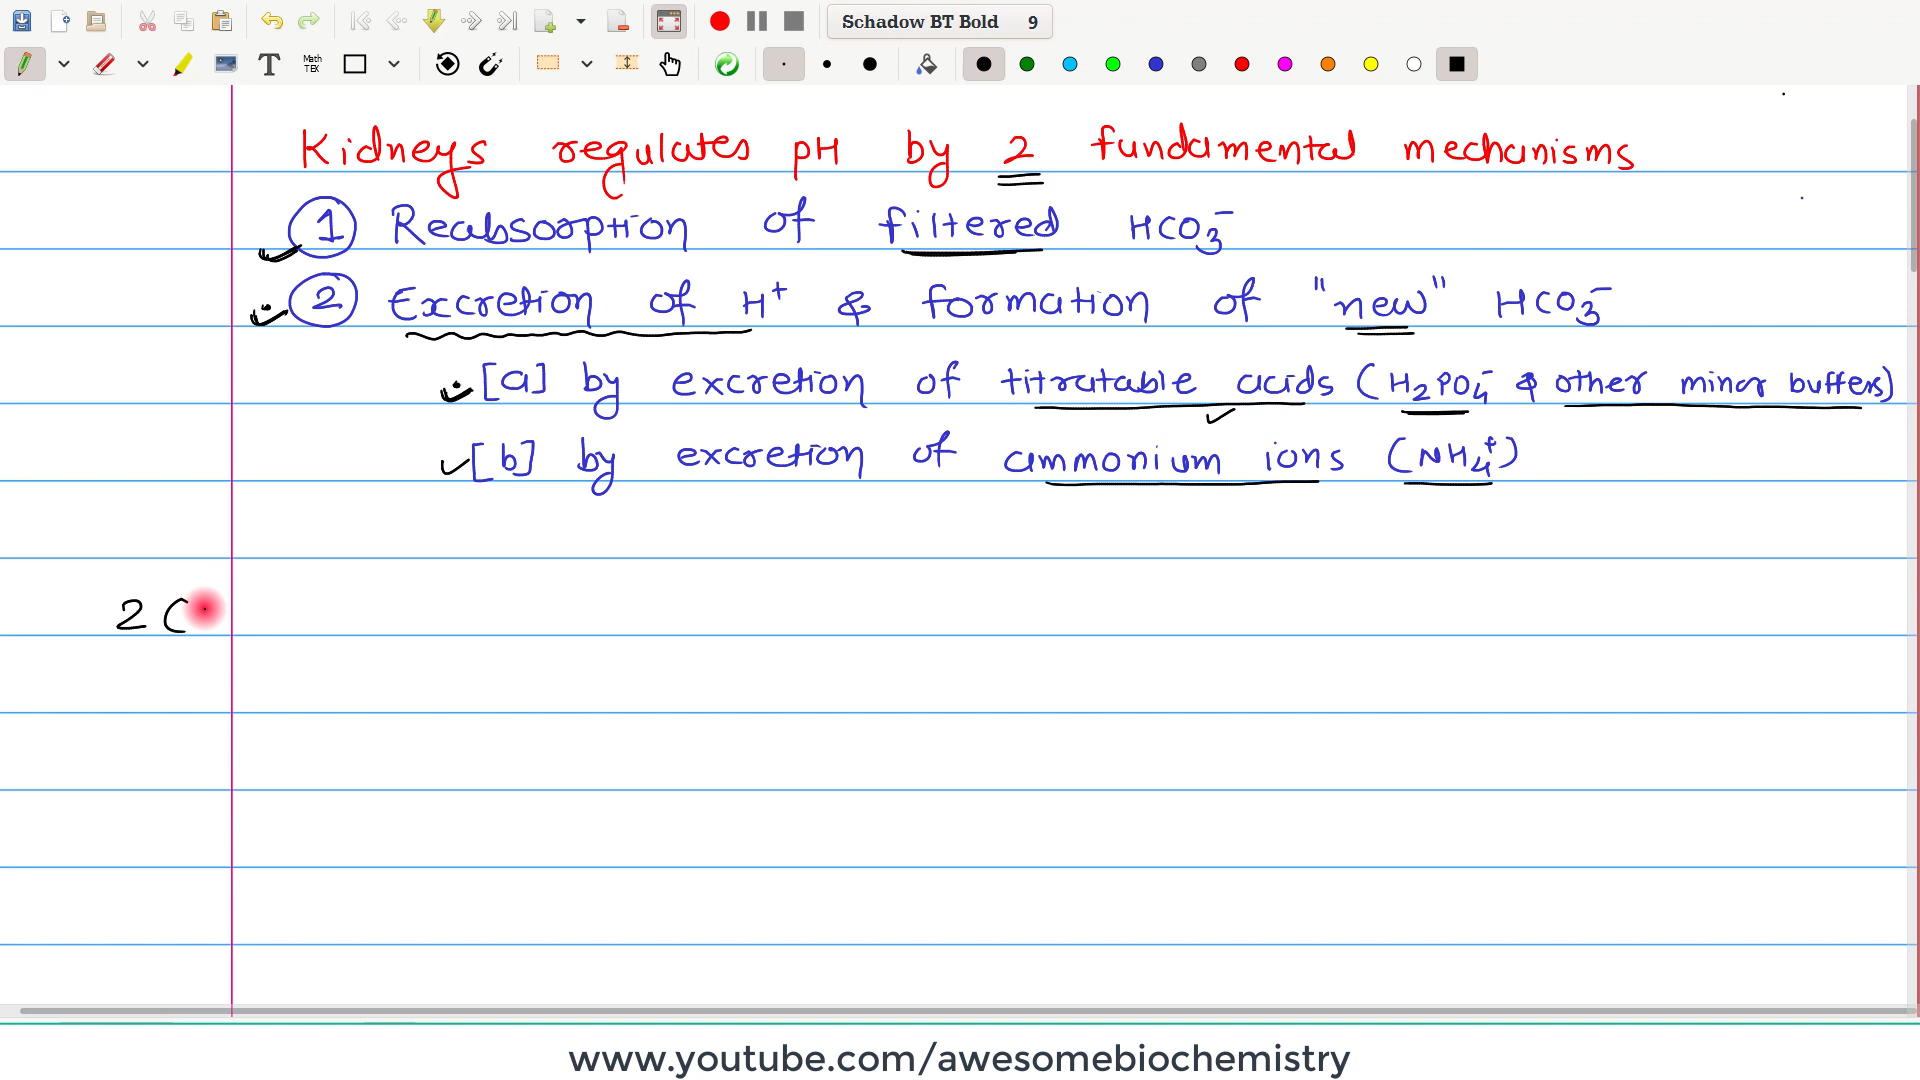 Schadow BT Bold 9
T Math TEX
Kidneys regulates pH by 2 fundamental mechanisms
① Reabsorption of filtered HCO₃⁻
② Excretion of H⁺ & formation of "new" HCO₃⁻
[a] by excretion of titratable acids (H₂PO₄⁻ & other minor buffers)
[b] by excretion of ammonium ions (NH₄⁺)
2 (
www.youtube.com/awesomebiochemistry